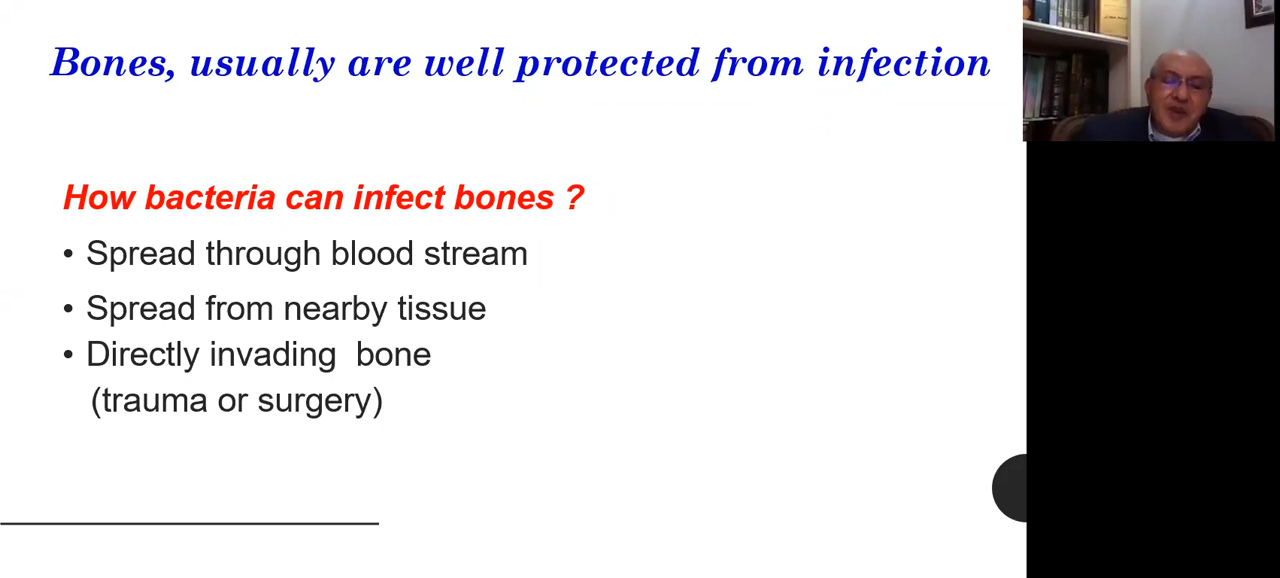 Bones, usually are well protected from infection
How bacteria can infect bones ?
• Spread through blood stream
• Spread from nearby tissue
• Directly invading  bone
(trauma or surgery)